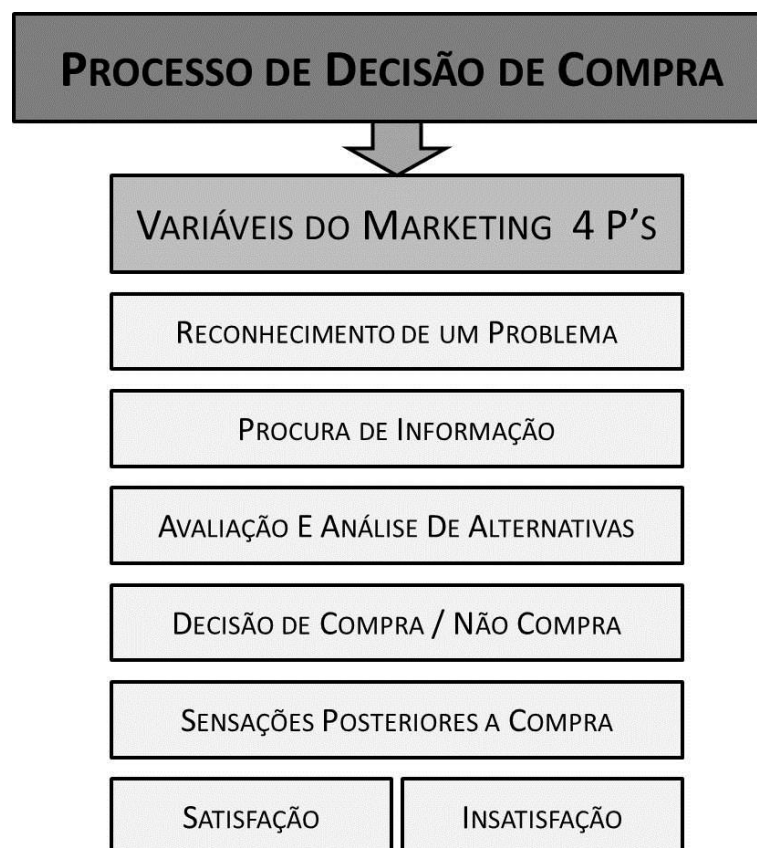 PROCESSO DE DECISÃO DE COMPRA
VARIÁVEIS DO MARKETING 4 P'S
RECONHECIMENTO DE UM PROBLEMA
PROCURA DE INFORMAÇÃO
AVALIAÇÃO E ANÁLISE DE ALTERNATIVAS
DECISÃO DE COMPRA / NÃO COMPRA
SENSAÇÕES POSTERIORES A COMPRA
SATISFAÇÃO
INSATISFAÇÃO